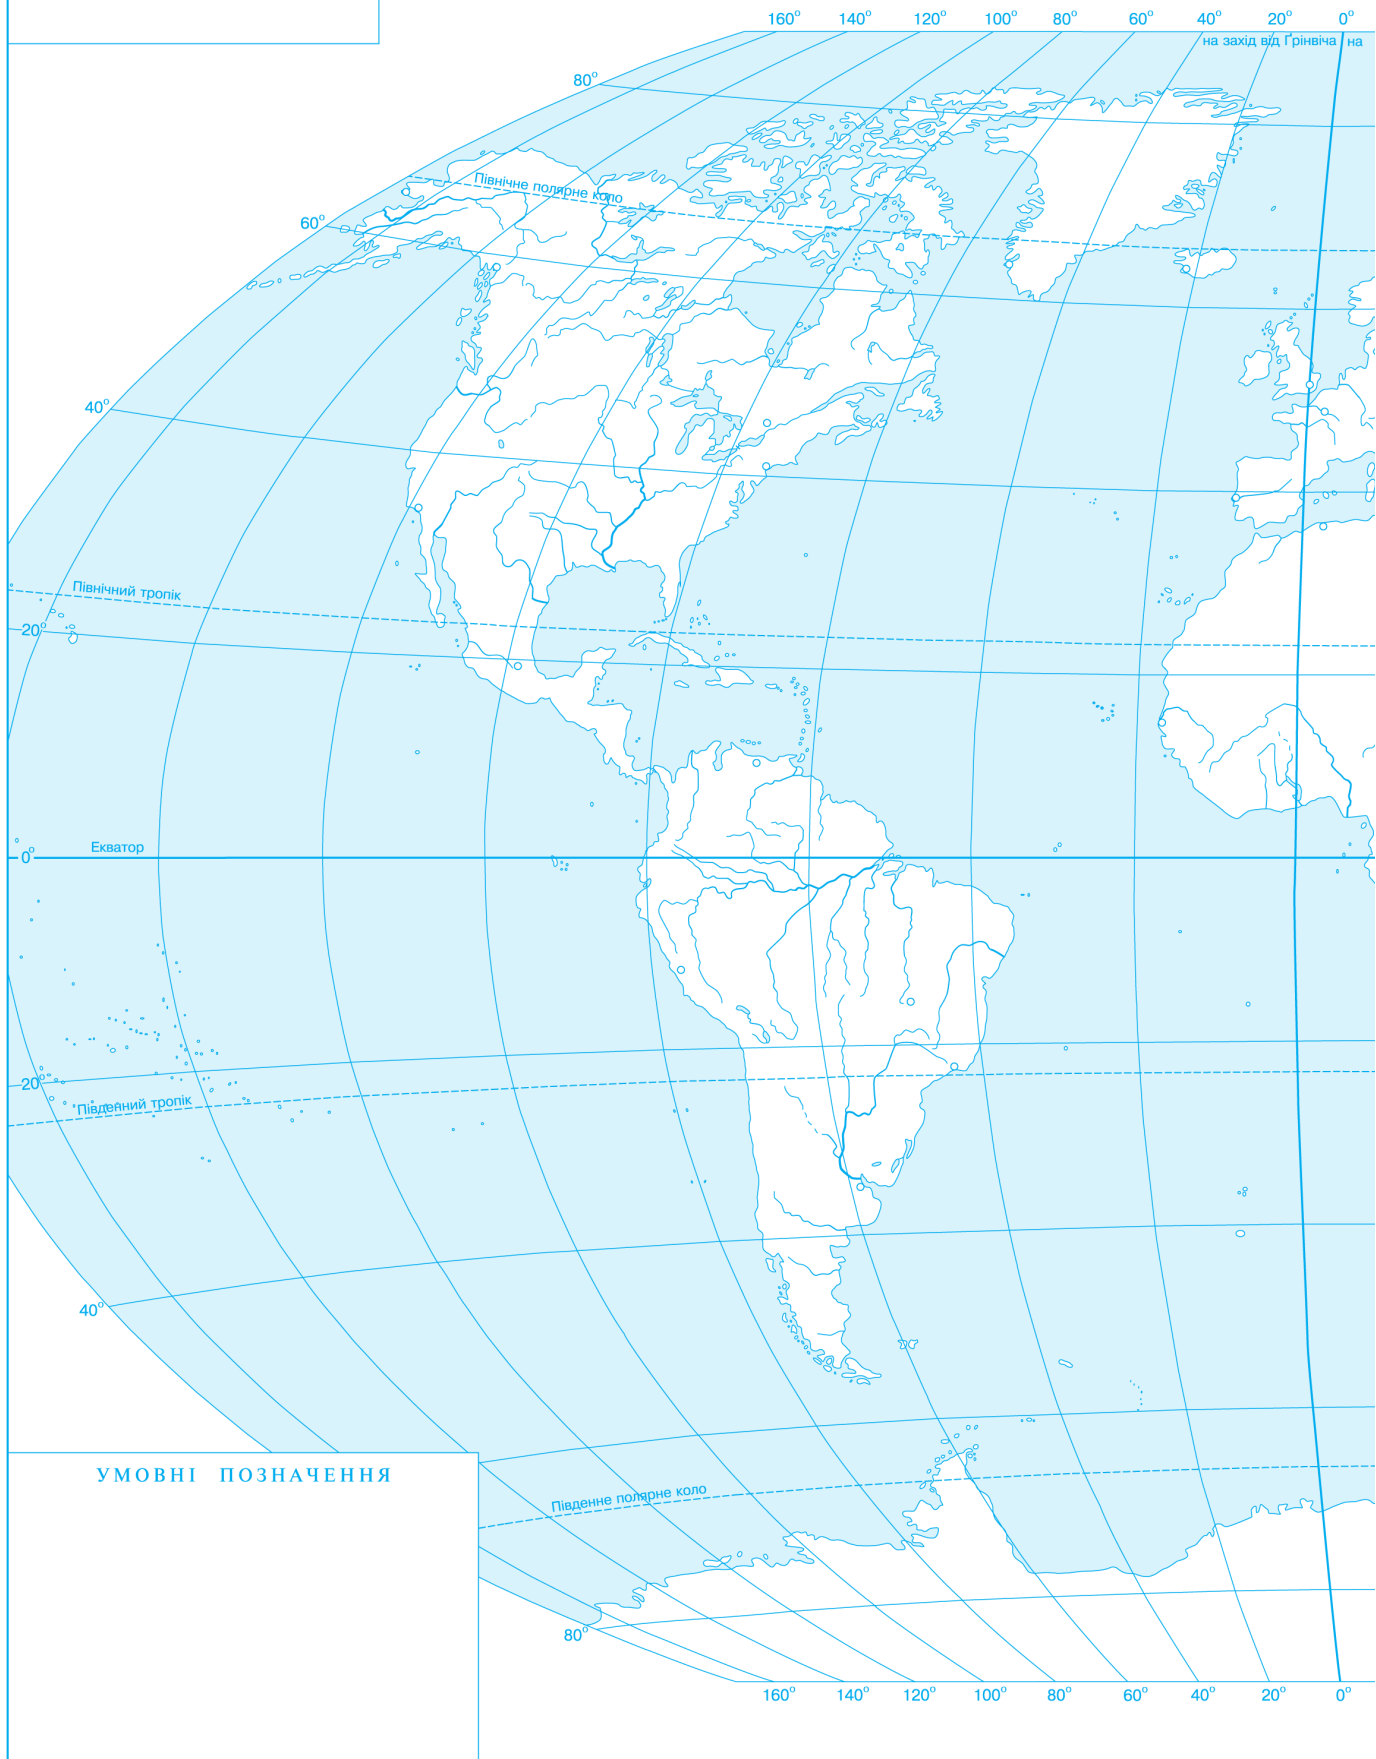 160° 140° 120° 100° 80° 60° 40° 20° 0°
на захід від Ґрінвіча на
80°
Північне полярне коло
60°
40°
Північний тропік
20°
Екватор
0°
20°
Південний тропік
40°
УМОВНІ ПОЗНАЧЕННЯ
Південне полярне коло
80°
160° 140° 120° 100° 80° 60° 40° 20° 0°